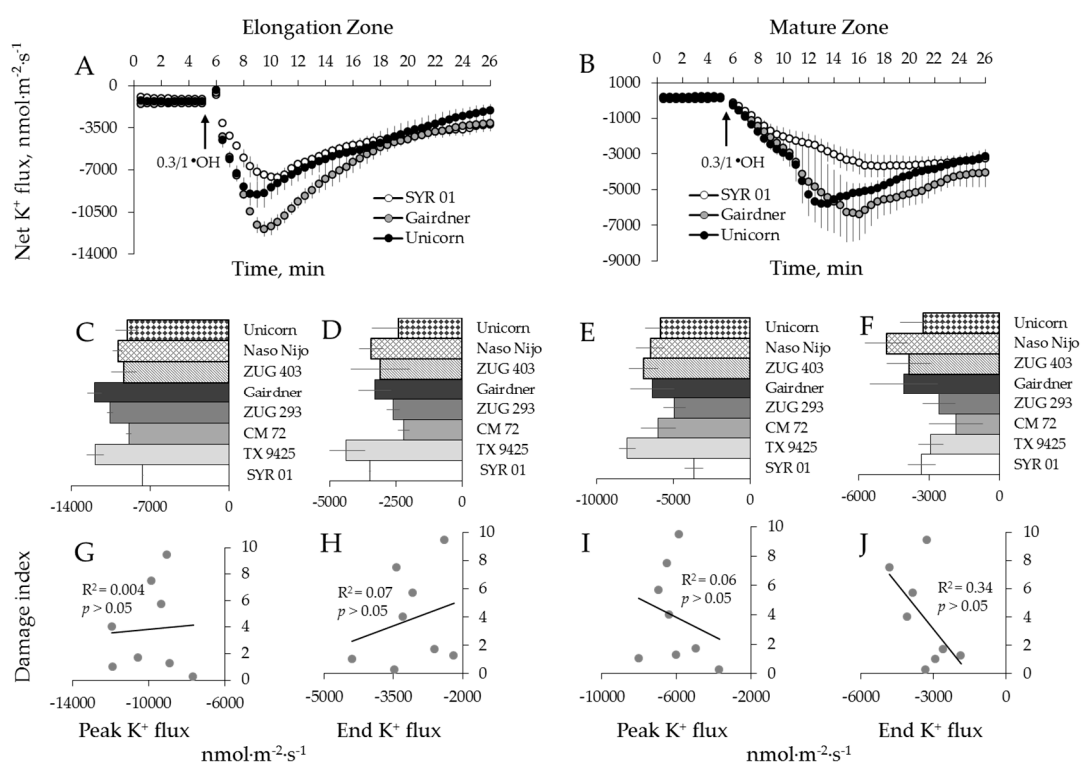 Elongation Zone
Mature Zone
Net K⁺ flux, nmol·m⁻²·s⁻¹
A
0 2 4 6 8 10 12 14 16 18 20 22 24 26
0
-3500
-7000
-10500
-14000
0.3/1 •OH
SYR 01
Gairdner
Unicorn
Time, min
B
0 2 4 6 8 10 12 14 16 18 20 22 24 26
1000
-1000
-3000
-5000
-7000
-9000
0.3/1 •OH
SYR 01
Gairdner
Unicorn
Time, min
C
Unicorn
Naso Nijo
ZUG 403
Gairdner
ZUG 293
CM 72
TX 9425
SYR 01
-14000 -7000 0
D
Unicorn
Naso Nijo
ZUG 403
Gairdner
ZUG 293
CM 72
TX 9425
SYR 01
-5000 -2500 0
E
Unicorn
Naso Nijo
ZUG 403
Gairdner
ZUG 293
CM 72
TX 9425
SYR 01
-10000 -5000 0
F
Unicorn
Naso Nijo
ZUG 403
Gairdner
ZUG 293
CM 72
TX 9425
SYR 01
-6000 -3000 0
Damage index
G
R² = 0.004
p > 0.05
10
8
6
4
2
0
-14000 -10000 -6000
Peak K⁺ flux
H
R² = 0.07
p > 0.05
10
8
6
4
2
0
-5000 -3500 -2000
End K⁺ flux
nmol·m⁻²·s⁻¹
I
R² = 0.06
p > 0.05
10
8
6
4
2
0
-10000 -6000 -2000
Peak K⁺ flux
J
R² = 0.34
p > 0.05
10
8
6
4
2
0
-6000 -3000 0
End K⁺ flux
nmol·m⁻²·s⁻¹